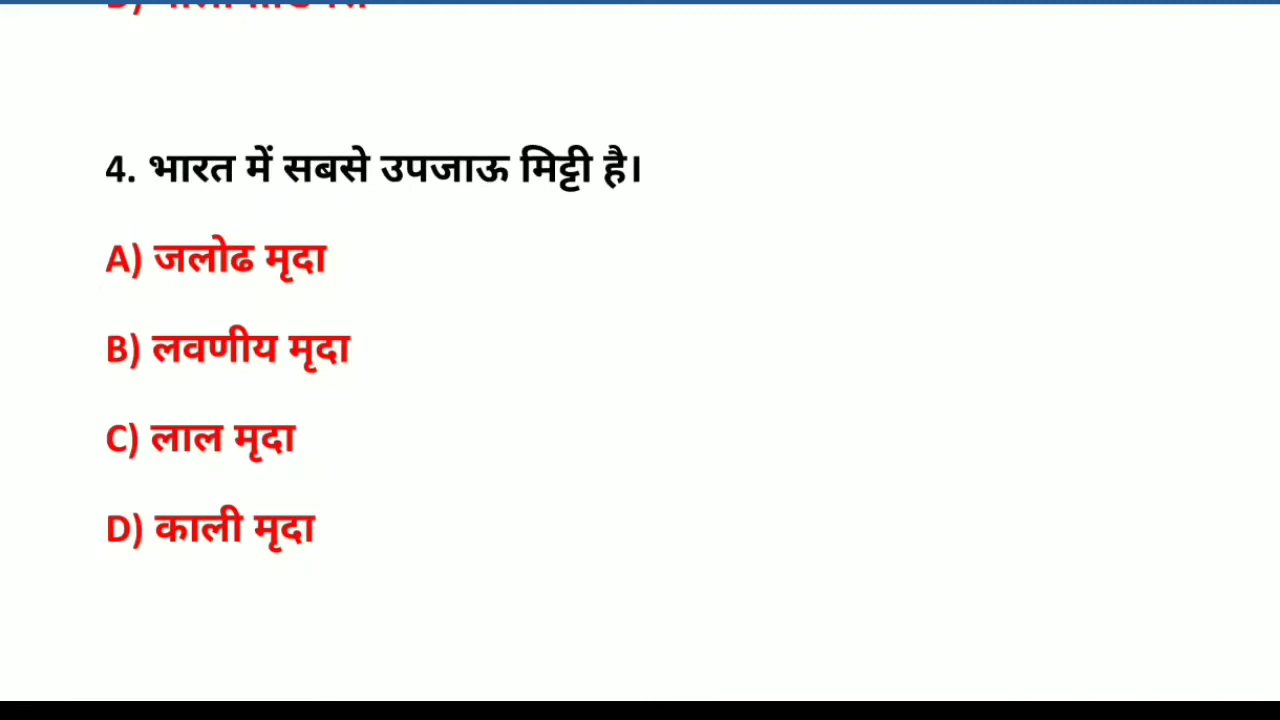 4. भारत में सबसे उपजाऊ मिट्टी है।
A) जलोढ मृदा
B) लवणीय मृदा
C) लाल मृदा
D) काली मृदा